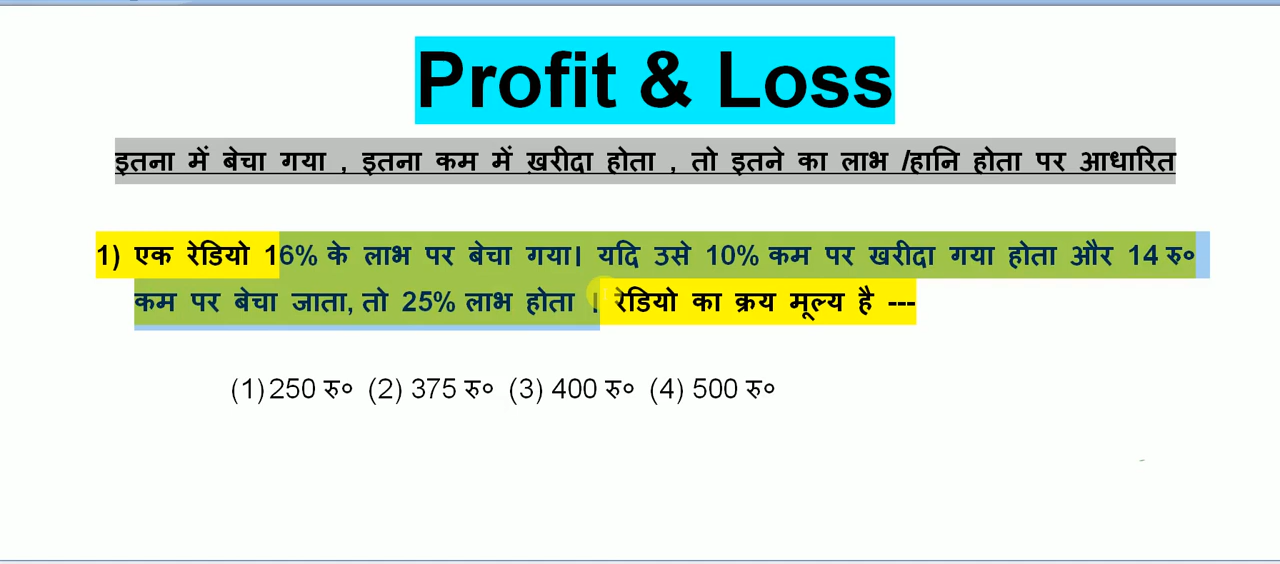 Profit & Loss
इतना में बेचा गया , इतना कम में ख़रीदा होता , तो इतने का लाभ /हानि होता पर आधारित
1) एक रेडियो 16% के लाभ पर बेचा गया। यदि उसे 10% कम पर खरीदा गया होता और 14 रु०
कम पर बेचा जाता, तो 25% लाभ होता । रेडियो का क्रय मूल्य है ---
(1) 250 रु० (2) 375 रु० (3) 400 रु० (4) 500 रु०